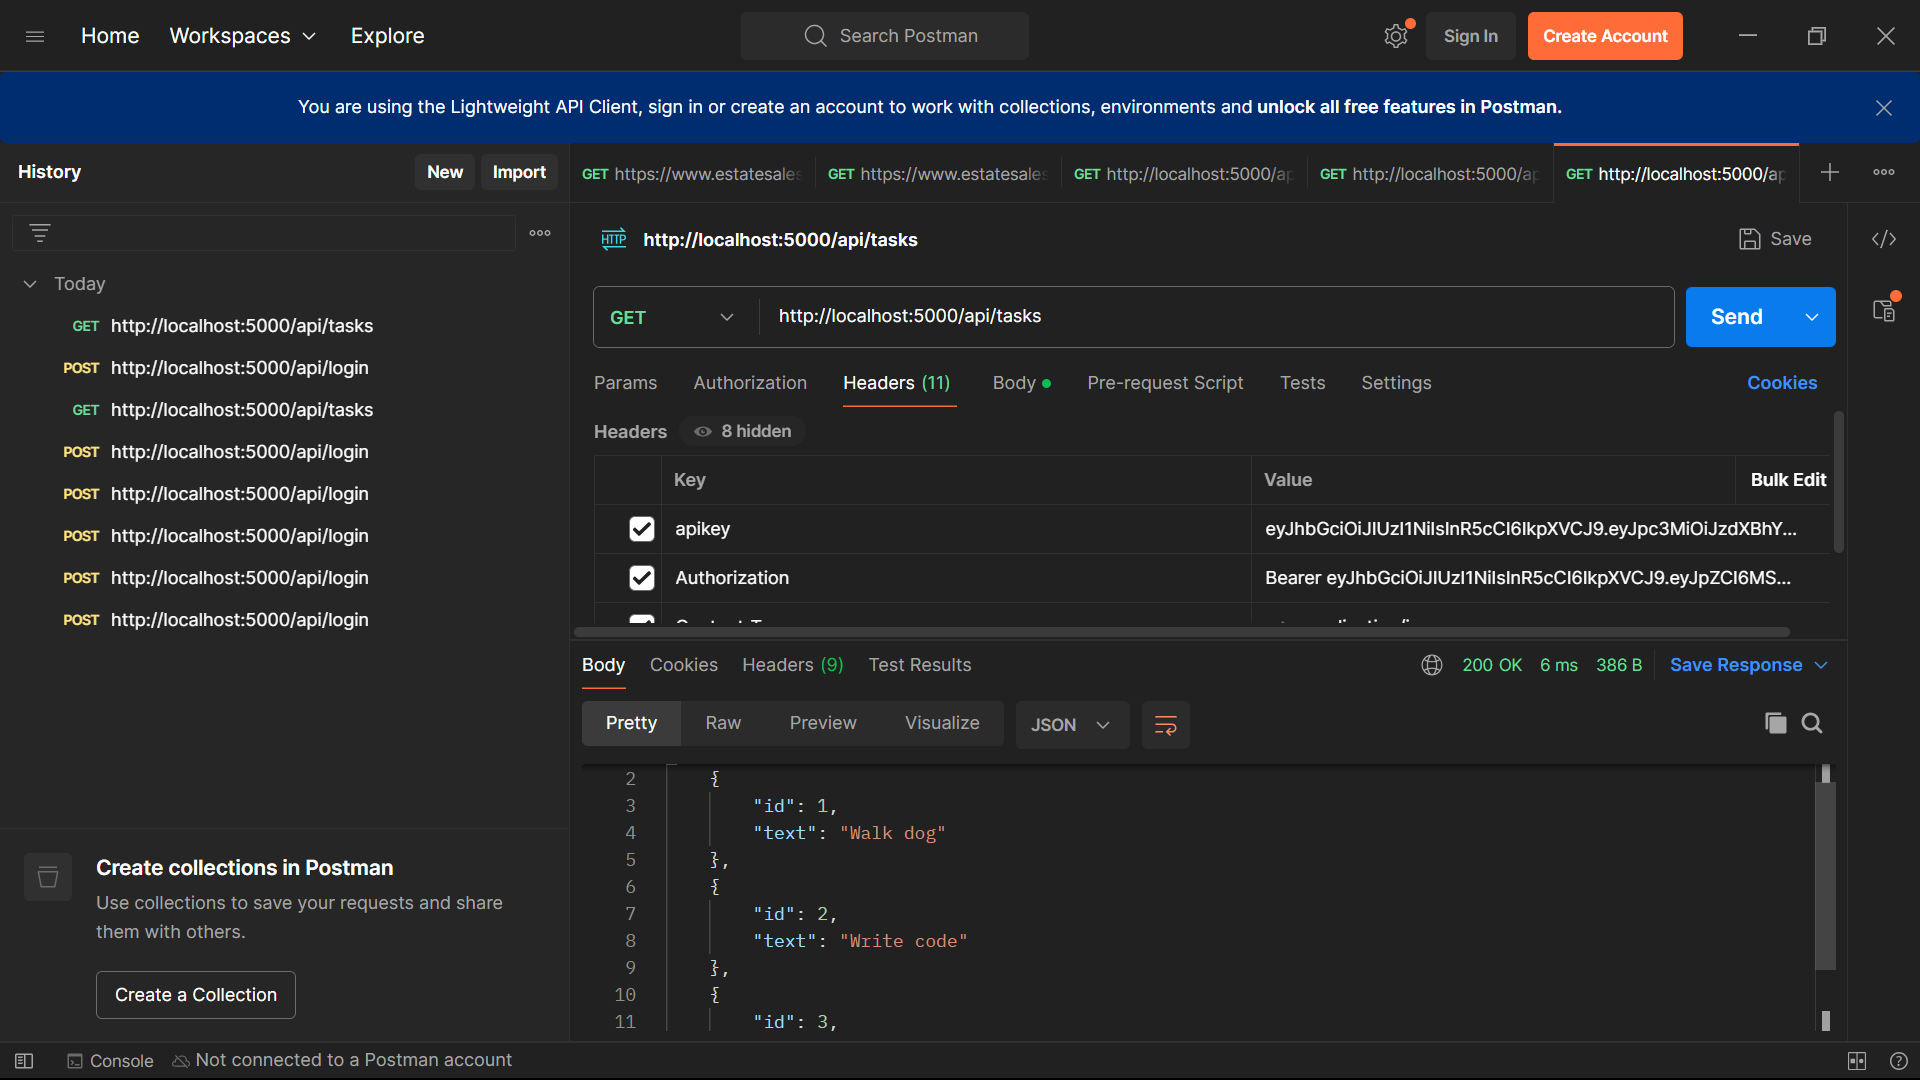 Home
Workspaces
Explore
Search Postman
Sign In
Create Account
You are using the Lightweight API Client, sign in or create an account to work with collections, environments and unlock all free features in Postman.
History
New
Import
GET https://www.estatesales
GET https://www.estatesales
GET http://localhost:5000/ap
GET http://localhost:5000/ap
GET http://localhost:5000/ap
Today
GET http://localhost:5000/api/tasks
POST http://localhost:5000/api/login
GET http://localhost:5000/api/tasks
POST http://localhost:5000/api/login
POST http://localhost:5000/api/login
POST http://localhost:5000/api/login
POST http://localhost:5000/api/login
POST http://localhost:5000/api/login
Create collections in Postman
Use collections to save your requests and share
them with others.
Create a Collection
HTTP http://localhost:5000/api/tasks
Save
</>
GET http://localhost:5000/api/tasks
Send
Params Authorization Headers (11) Body Pre-request Script Tests Settings Cookies
Headers 8 hidden
Key Value Bulk Edit
apikey eyJhbGciOiJIUzI1NiIsInR5cCI6IkpXVCJ9.eyJpc3MiOiJzdXBhY...
Authorization Bearer eyJhbGciOiJIUzI1NiIsInR5cCI6IkpXVCJ9.eyJpZCI6MS...
Body Cookies Headers (9) Test Results
200 OK 6 ms 386 B Save Response
Pretty Raw Preview Visualize JSON
2 {
3 "id": 1,
4 "text": "Walk dog"
5 },
6 {
7 "id": 2,
8 "text": "Write code"
9 },
10 {
11 "id": 3,
Console
Not connected to a Postman account